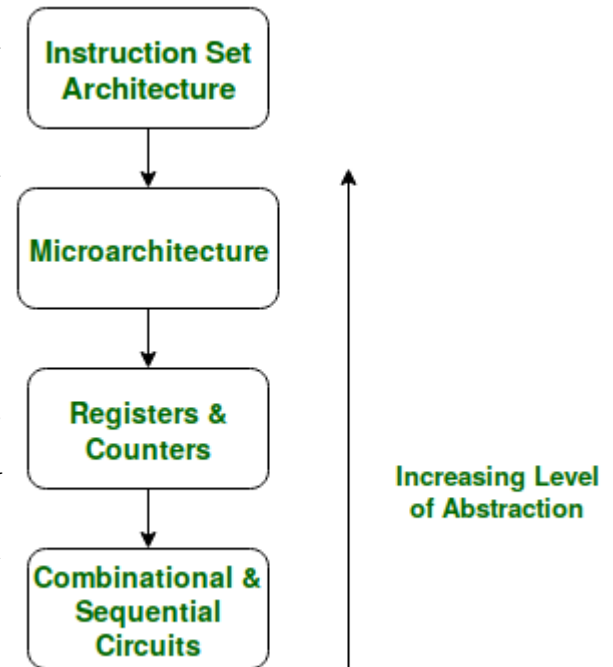 Instruction Set
Architecture
Microarchitecture
Registers &
Counters
Increasing Level
of Abstraction
Combinational &
Sequential
Circuits